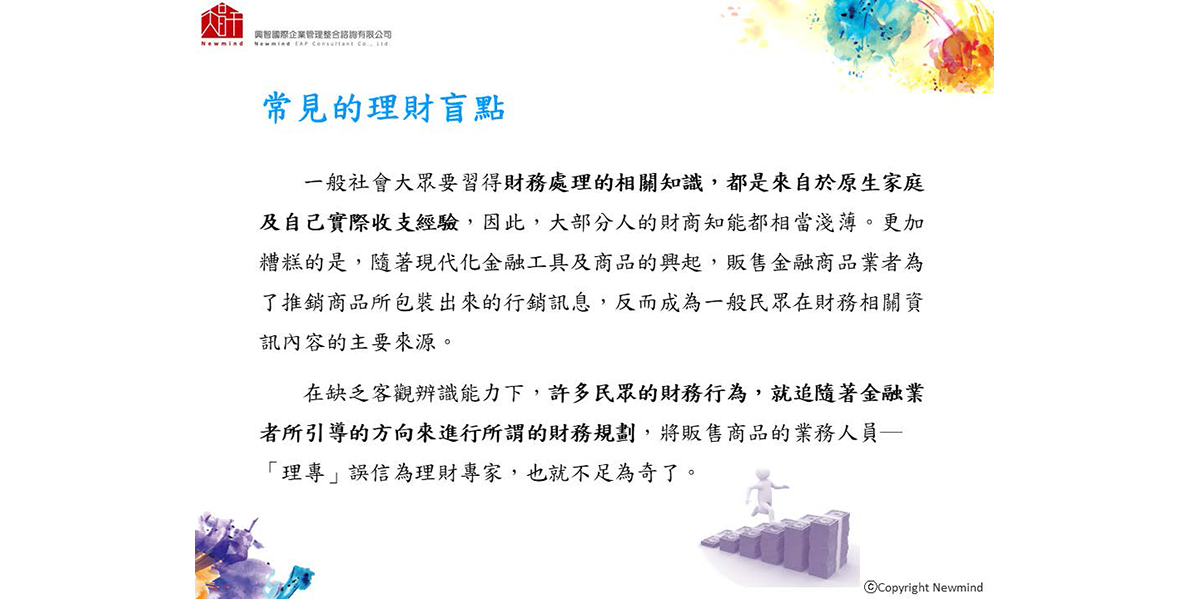 Newmind
興智國際企業管理整合諮詢有限公司
Newmind EAP Consultant Co., Ltd.
常見的理財盲點
一般社會大眾要習得財務處理的相關知識，都是來自於原生家庭
及自己實際收支經驗，因此，大部分人的財商知能都相當淺薄。更加
糟糕的是，隨著現代化金融工具及商品的興起，販售金融商品業者為
了推銷商品所包裝出來的行銷訊息，反而成為一般民眾在財務相關資
訊內容的主要來源。
在缺乏客觀辨識能力下，許多民眾的財務行為，就追隨著金融業
者所引導的方向來進行所謂的財務規劃，將販售商品的業務人員─
「理專」誤信為理財專家，也就不足為奇了。
ⓒCopyright Newmind